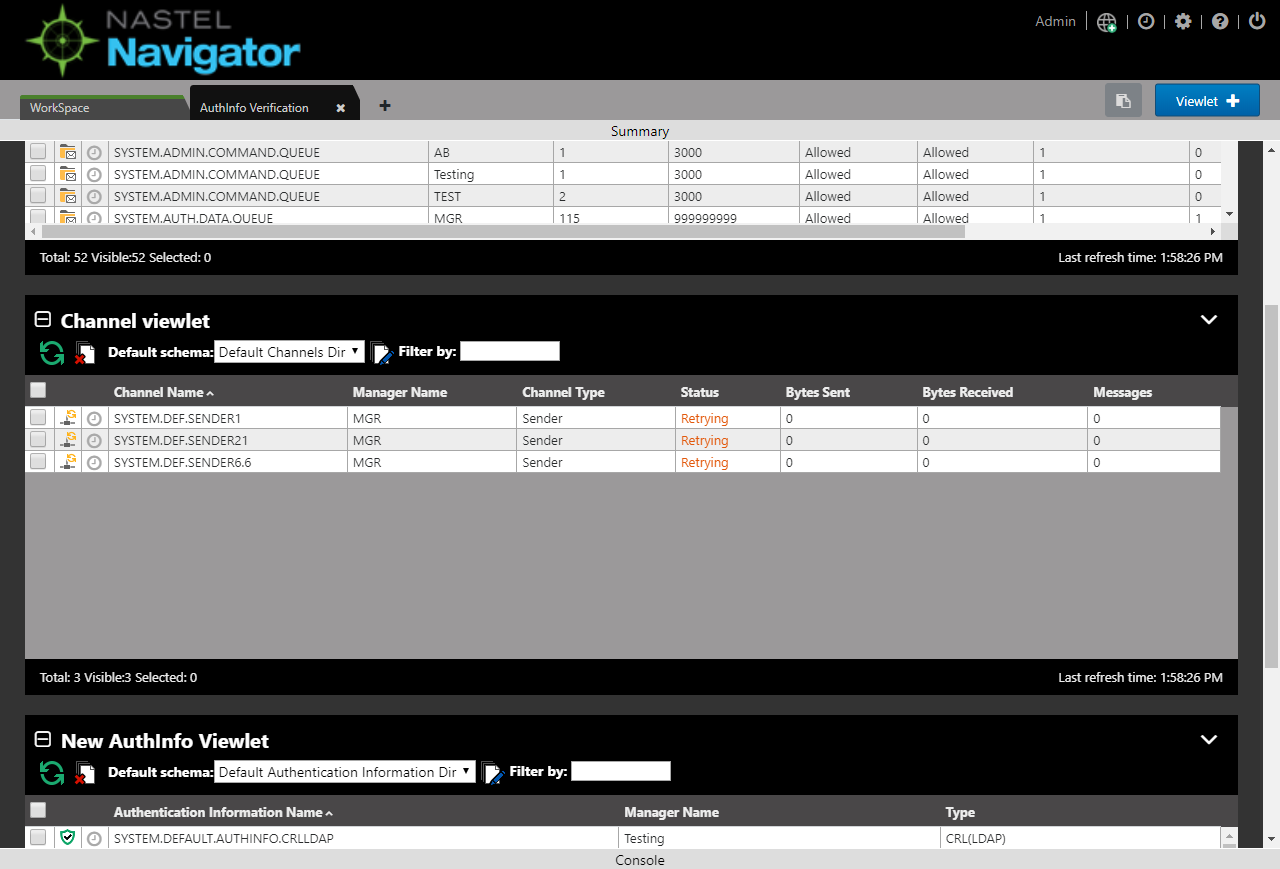 NASTEL
Navigator
Admin
WorkSpace
AuthInfo Verification
Viewlet
Summary
SYSTEM.ADMIN.COMMAND.QUEUE AB 1 3000 Allowed Allowed 1 0
SYSTEM.ADMIN.COMMAND.QUEUE Testing 1 3000 Allowed Allowed 1 0
SYSTEM.ADMIN.COMMAND.QUEUE TEST 2 3000 Allowed Allowed 1 0
SYSTEM.AUTH.DATA.QUEUE MGR 115 999999999 Allowed Allowed 1 1
Total: 52 Visible:52 Selected: 0 Last refresh time: 1:58:26 PM
Channel viewlet
Default schema: Default Channels Dir Filter by:
Channel Name Manager Name Channel Type Status Bytes Sent Bytes Received Messages
SYSTEM.DEF.SENDER1 MGR Sender Retrying 0 0 0
SYSTEM.DEF.SENDER21 MGR Sender Retrying 0 0 0
SYSTEM.DEF.SENDER6.6 MGR Sender Retrying 0 0 0
Total: 3 Visible:3 Selected: 0 Last refresh time: 1:58:26 PM
New AuthInfo Viewlet
Default schema: Default Authentication Information Dir Filter by:
Authentication Information Name Manager Name Type
SYSTEM.DEFAULT.AUTHINFO.CRLLDAP Testing CRL(LDAP)
Console